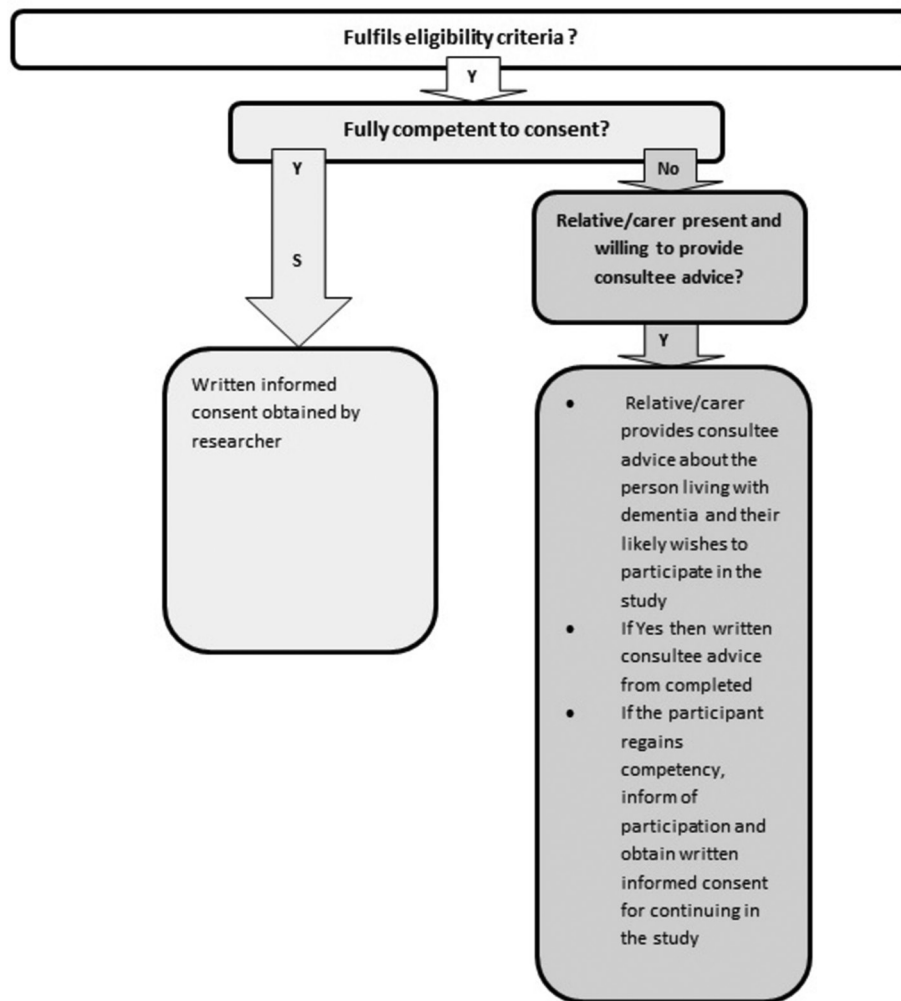 Fulfils eligibility criteria ?
Y
Fully competent to consent?
Y
S
No
Relative/carer present and
willing to provide
consultee advice?
Y
Written informed
consent obtained by
researcher
• Relative/carer
provides consultee
advice about the
person living with
dementia and their
likely wishes to
participate in the
study
• If Yes then written
consultee advice
from completed
• If the participant
regains
competency,
inform of
participation and
obtain written
informed consent
for continuing in
the study